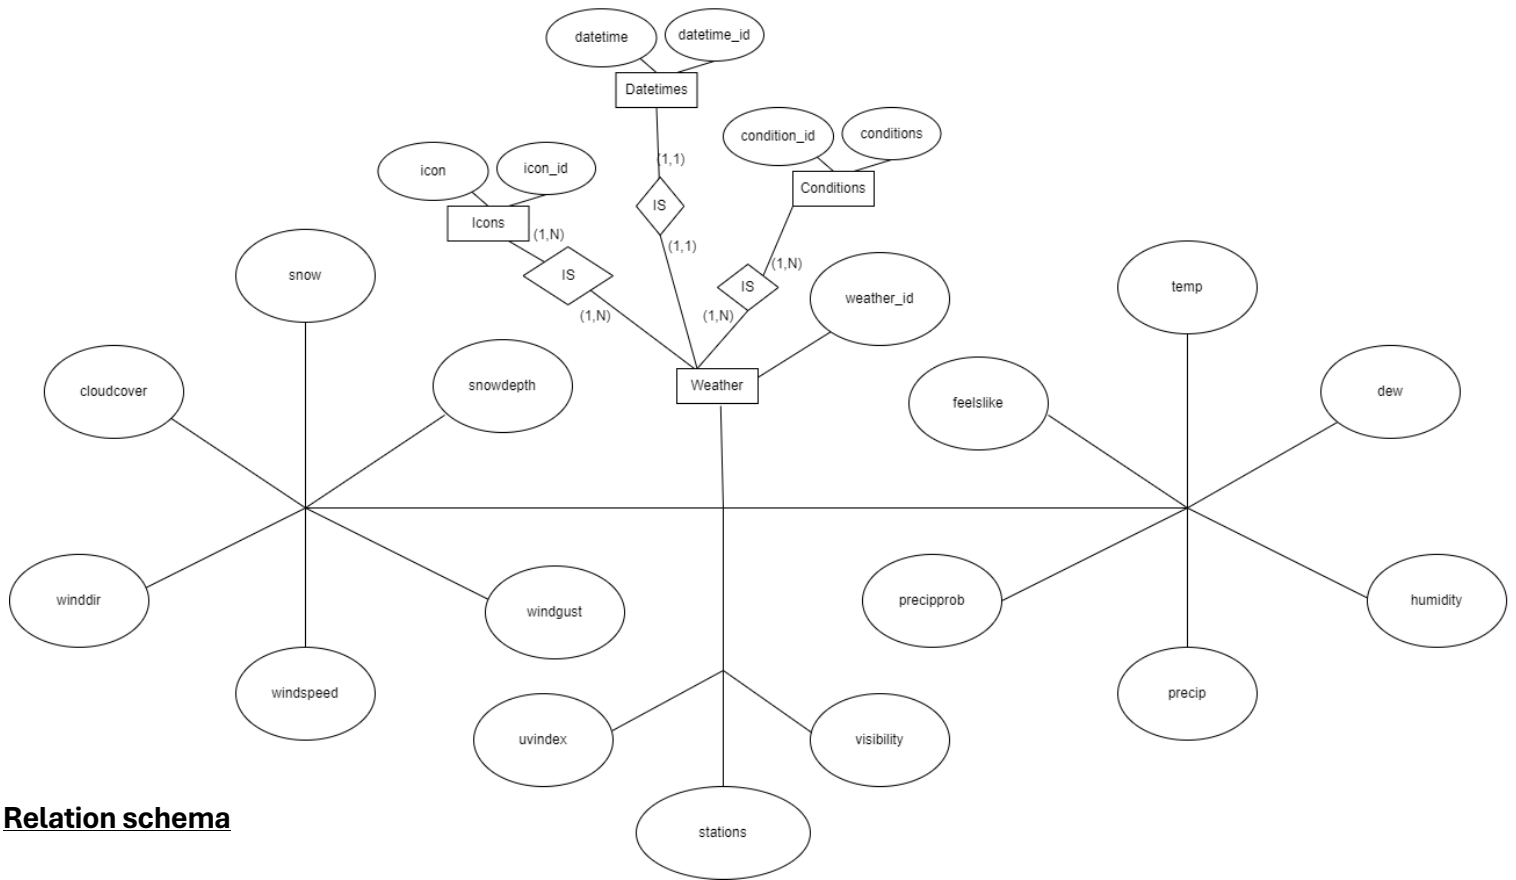 datetime
datetime_id
Datetimes
condition_id
conditions
(1,1)
icon
icon_id
Conditions
IS
Icons
(1,N)
(1,1)
IS
(1,N)
snow
IS
temp
weather_id
(1,N)
(1,N)
cloudcover
snowdepth
Weather
feelslike
dew
winddir
windgust
precipprob
humidity
windspeed
precip
uvindex
visibility
Relation schema
stations